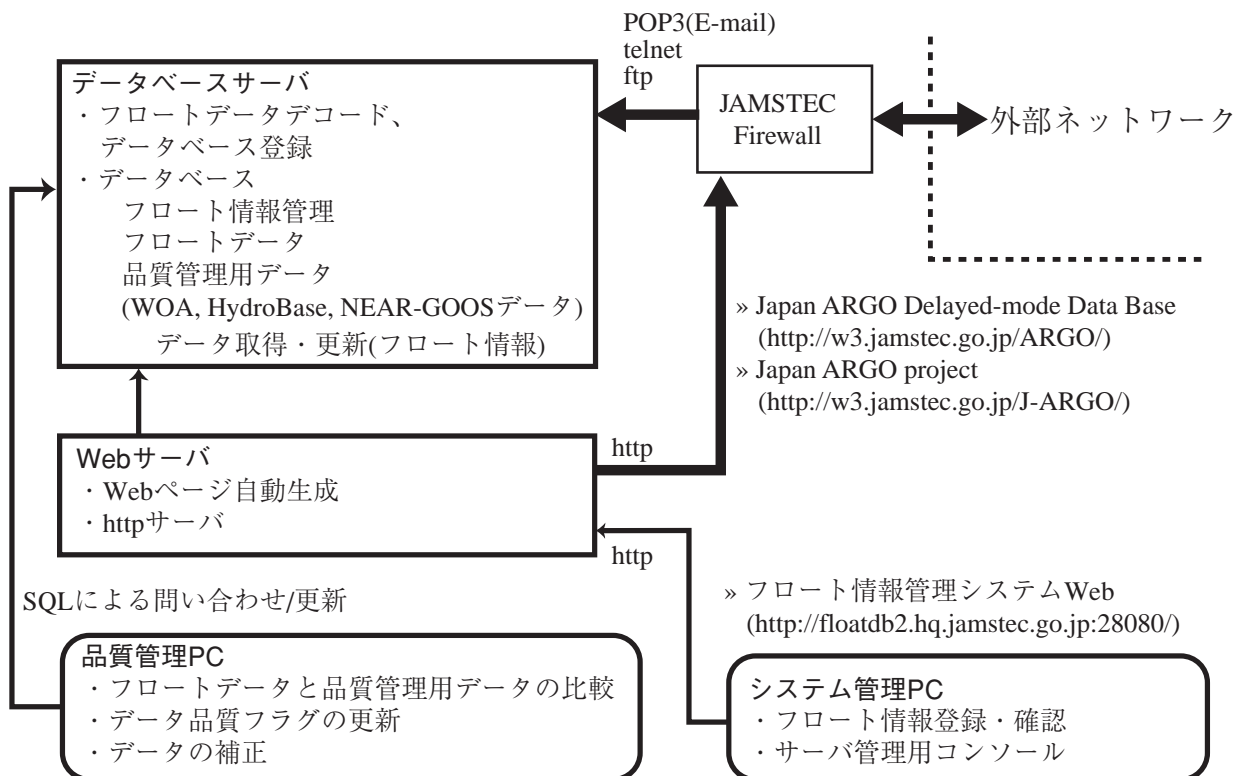 POP3(E-mail)
telnet
ftp
データベースサーバ
・フロートデータデコード、
データベース登録
・データベース
フロート情報管理
フロートデータ
品質管理用データ
(WOA, HydroBase, NEAR-GOOSデータ)
データ取得・更新(フロート情報)
JAMSTEC
Firewall
外部ネットワーク
» Japan ARGO Delayed-mode Data Base
(http://w3.jamstec.go.jp/ARGO/)
» Japan ARGO project
(http://w3.jamstec.go.jp/J-ARGO/)
Webサーバ
・Webページ自動生成
・httpサーバ
http
http
SQLによる問い合わせ/更新
» フロート情報管理システムWeb
(http://floatdb2.hq.jamstec.go.jp:28080/)
品質管理PC
・フロートデータと品質管理用データの比較
・データ品質フラグの更新
・データの補正
システム管理PC
・フロート情報登録・確認
・サーバ管理用コンソール